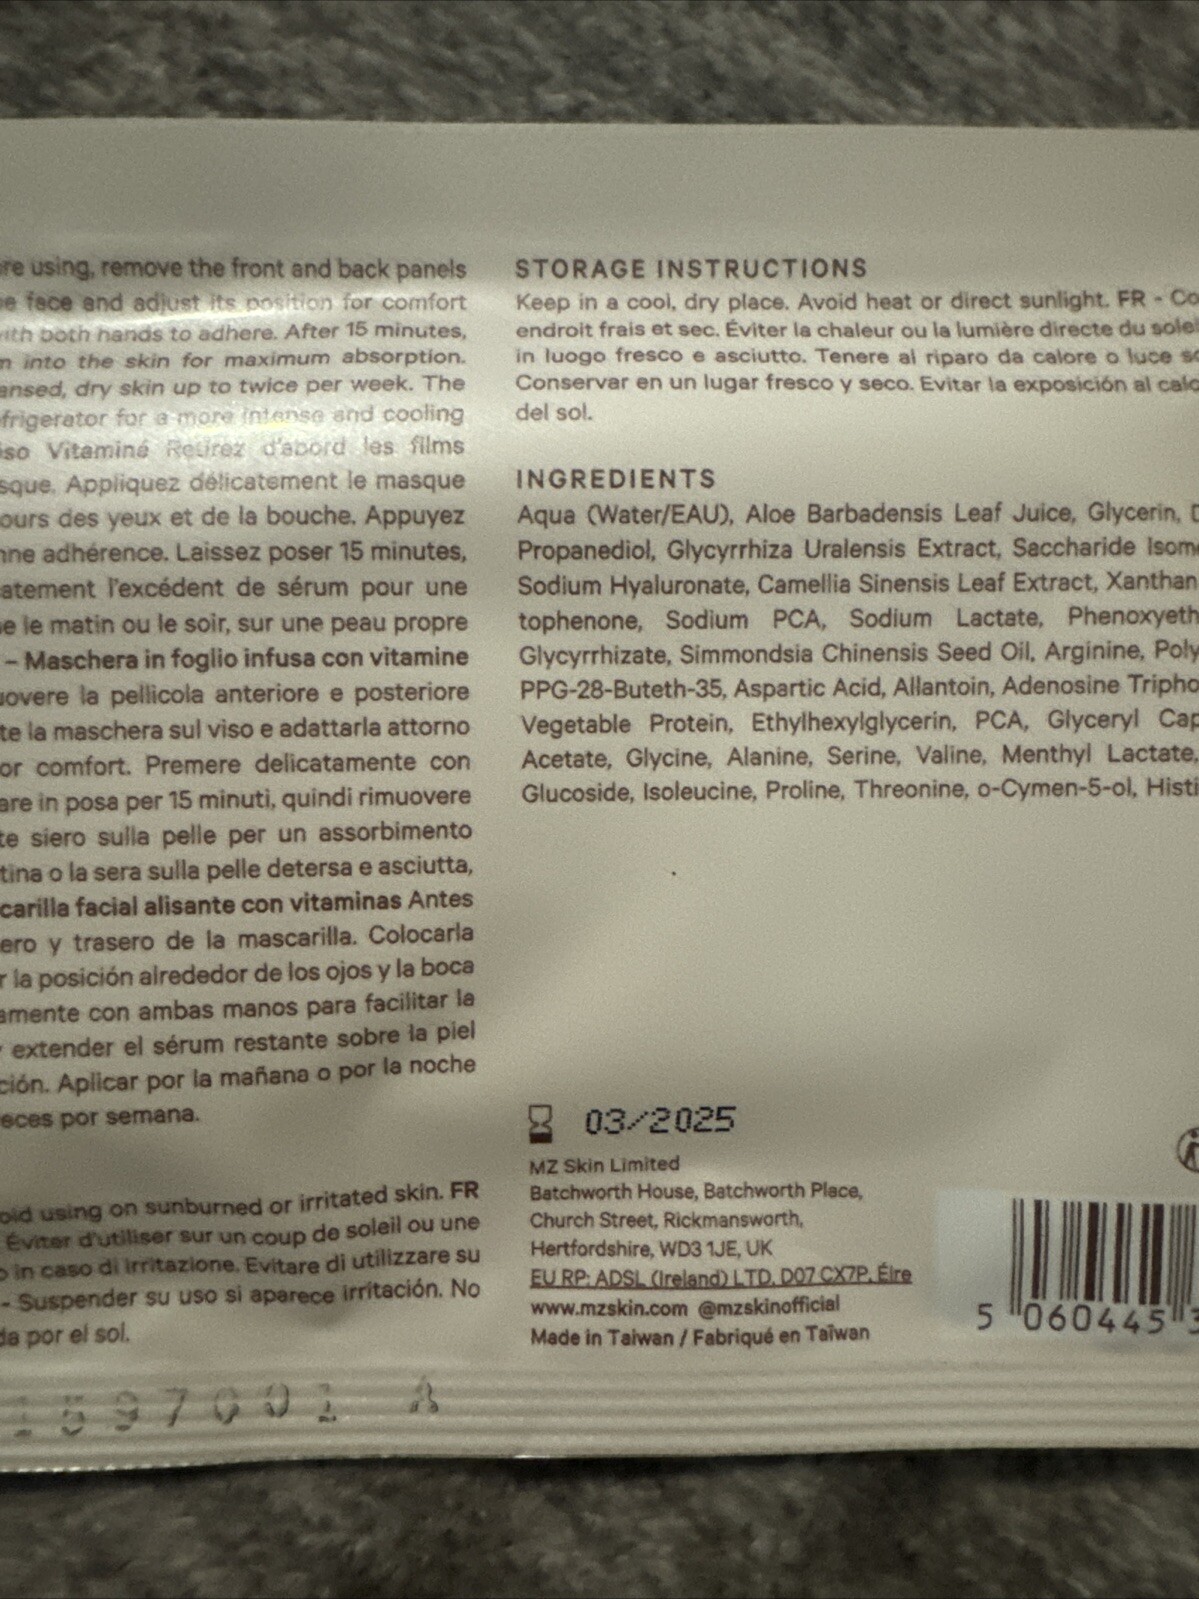 re using, remove the front and back panels
e face and adjust its position for comfort
with both hands to adhere. After 15 minutes,
into the skin for maximum absorption.
ansed, dry skin up to twice per week. The
frigerator for a more intense and cooling
iso Vitaminé Retirez d'abord les films
sque. Appliquez délicatement le masque
ours des yeux et de la bouche. Appuyez
nne adhérence. Laissez poser 15 minutes,
atement l'excédent de sérum pour une
e le matin ou le soir, sur une peau propre
– Maschera in foglio infusa con vitamine
uovere la pellicola anteriore e posteriore
te la maschera sul viso e adattarla attorno
or comfort. Premere delicatamente con
are in posa per 15 minuti, quindi rimuovere
te siero sulla pelle per un assorbimento
tina o la sera sulla pelle detersa e asciutta,
carilla facial alisante con vitaminas Antes
ero y trasero de la mascarilla. Colocarla
r la posición alrededor de los ojos y la boca
amente con ambas manos para facilitar la
y extender el sérum restante sobre la piel
ción. Aplicar por la mañana o por la noche
eces por semana.
oid using on sunburned or irritated skin. FR
Éviter d'utiliser sur un coup de soleil ou une
o in caso di irritazione. Evitare di utilizzare su
- Suspender su uso si aparece irritación. No
da por el sol.
STORAGE INSTRUCTIONS
Keep in a cool, dry place. Avoid heat or direct sunlight. FR - Co
endroit frais et sec. Éviter la chaleur ou la lumière directe du solei
in luogo fresco e asciutto. Tenere al riparo da calore o luce so
Conservar en un lugar fresco y seco. Evitar la exposición al calo
del sol.
INGREDIENTS
Aqua (Water/EAU), Aloe Barbadensis Leaf Juice, Glycerin,
Propanediol, Glycyrrhiza Uralensis Extract, Saccharide Isome
Sodium Hyaluronate, Camellia Sinensis Leaf Extract, Xanthan
tophenone, Sodium PCA, Sodium Lactate, Phenoxyeth
Glycyrrhizate, Simmondsia Chinensis Seed Oil, Arginine, Poly
PPG-28-Buteth-35, Aspartic Acid, Allantoin, Adenosine Tripho
Vegetable Protein, Ethylhexylglycerin, PCA, Glyceryl Cap
Acetate, Glycine, Alanine, Serine, Valine, Menthyl Lactate,
Glucoside, Isoleucine, Proline, Threonine, o-Cymen-5-ol, Histi
03/2025
MZ Skin Limited
Batchworth House, Batchworth Place,
Church Street, Rickmansworth,
Hertfordshire, WD3 1JE, UK
EU RP: ADSL (Ireland) LTD. D07 CX7P. Éire
www.mzskin.com @mzskinofficial
Made in Taiwan / Fabriqué en Taïwan
5 060445 3
1597001 A